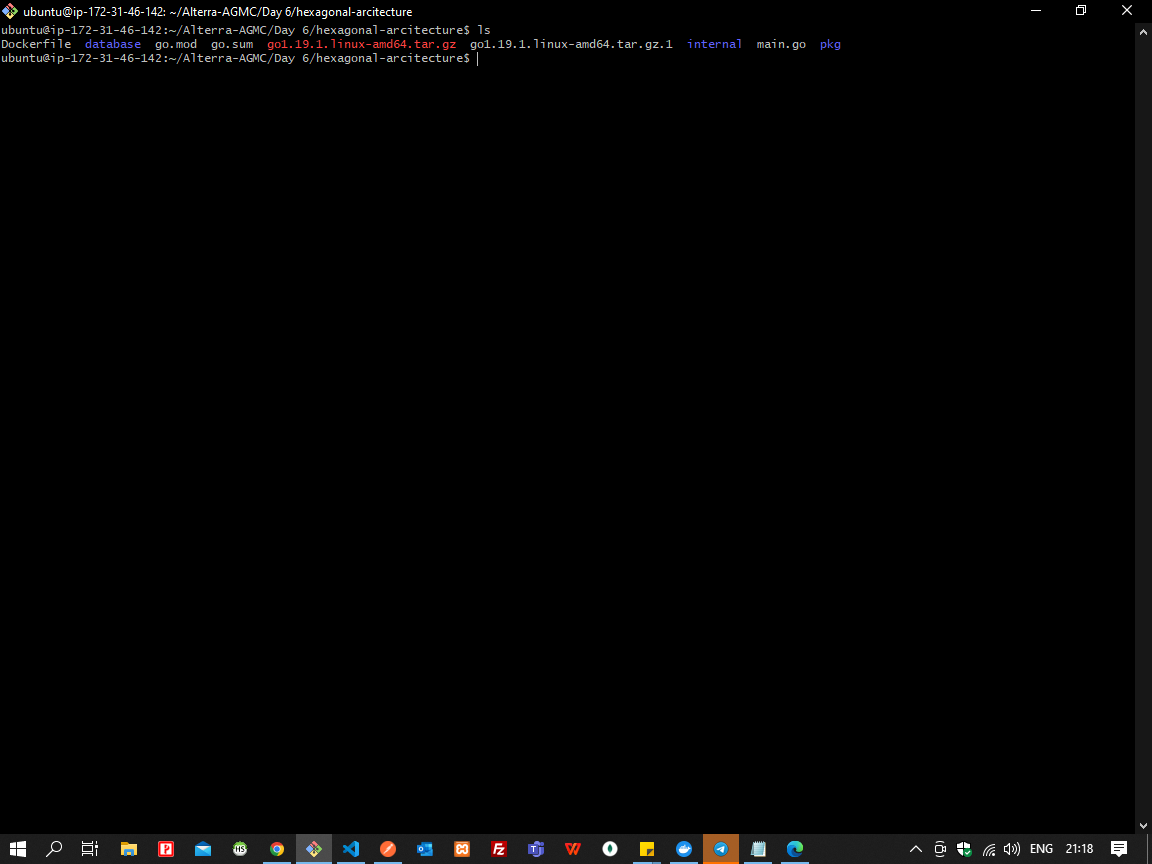 ubuntu@ip-172-31-46-142: ~/Alterra-AGMC/Day 6/hexagonal-arcitecture
ubuntu@ip-172-31-46-142:~/Alterra-AGMC/Day 6/hexagonal-arcitecture$ ls
Dockerfile  database  go.mod  go.sum  go1.19.1.linux-amd64.tar.gz  go1.19.1.linux-amd64.tar.gz.1  internal  main.go  pkg
ubuntu@ip-172-31-46-142:~/Alterra-AGMC/Day 6/hexagonal-arcitecture$
HS Fz W ENG 21:18